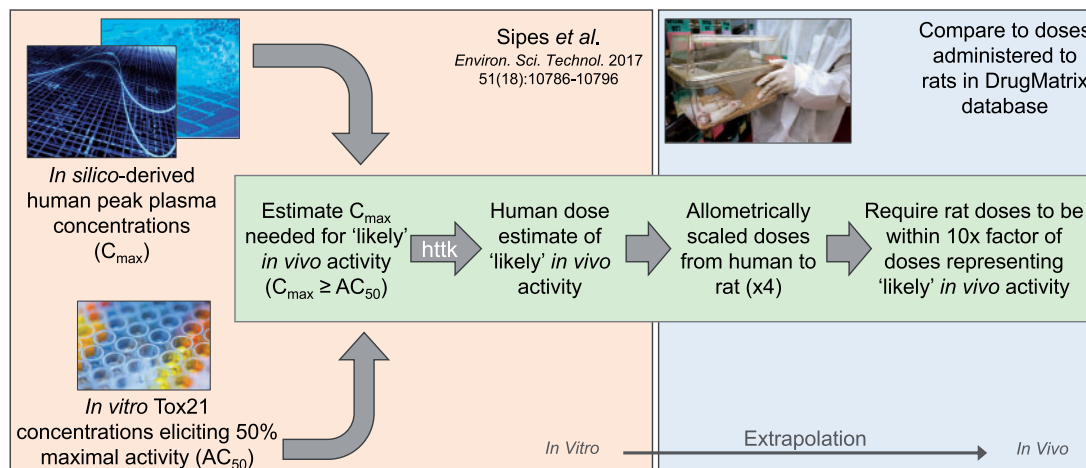 Sipes et al.
Environ. Sci. Technol. 2017
51(18):10786-10796
Compare to doses
administered to
rats in DrugMatrix
database
In silico-derived
human peak plasma
concentrations
(Cmax)
Estimate Cmax
needed for ‘likely’
in vivo activity
(Cmax ≥ AC50)
httk
Human dose
estimate of
‘likely’ in vivo
activity
Allometrically
scaled doses
from human to
rat (x4)
Require rat doses to be
within 10x factor of
doses representing
‘likely’ in vivo activity
In vitro Tox21
concentrations eliciting 50%
maximal activity (AC50)
In Vitro
Extrapolation
In Vivo